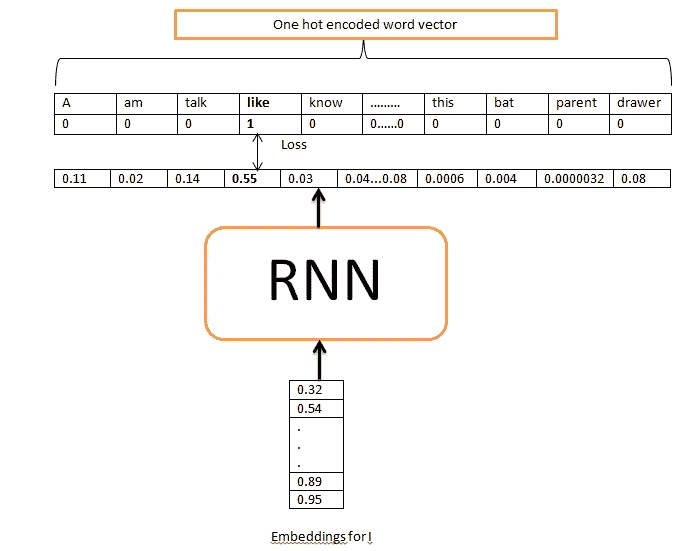 One hot encoded word vector
A am talk like know ......... this bat parent drawer
0 0 0 1 0 0......0 0 0 0 0
Loss
0.11 0.02 0.14 0.55 0.03 0.04...0.08 0.0006 0.004 0.0000032 0.08
RNN
0.32
0.54
.
.
.
0.89
0.95
Embeddings for I